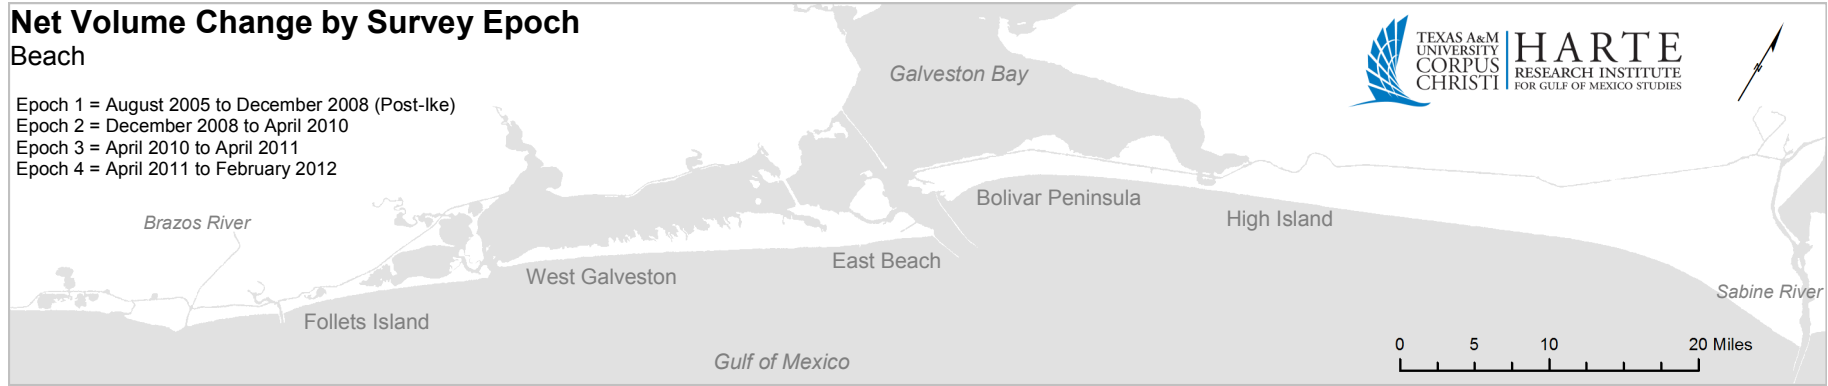 Net Volume Change by Survey Epoch
Beach
Epoch 1 = August 2005 to December 2008 (Post-Ike)
Epoch 2 = December 2008 to April 2010
Epoch 3 = April 2010 to April 2011
Epoch 4 = April 2011 to February 2012
TEXAS A&M
UNIVERSITY
CORPUS
CHRISTI
HARTE
RESEARCH INSTITUTE
FOR GULF OF MEXICO STUDIES
N
Galveston Bay
Bolivar Peninsula
High Island
Brazos River
West Galveston
East Beach
Sabine River
Follets Island
Gulf of Mexico
0 5 10 20 Miles